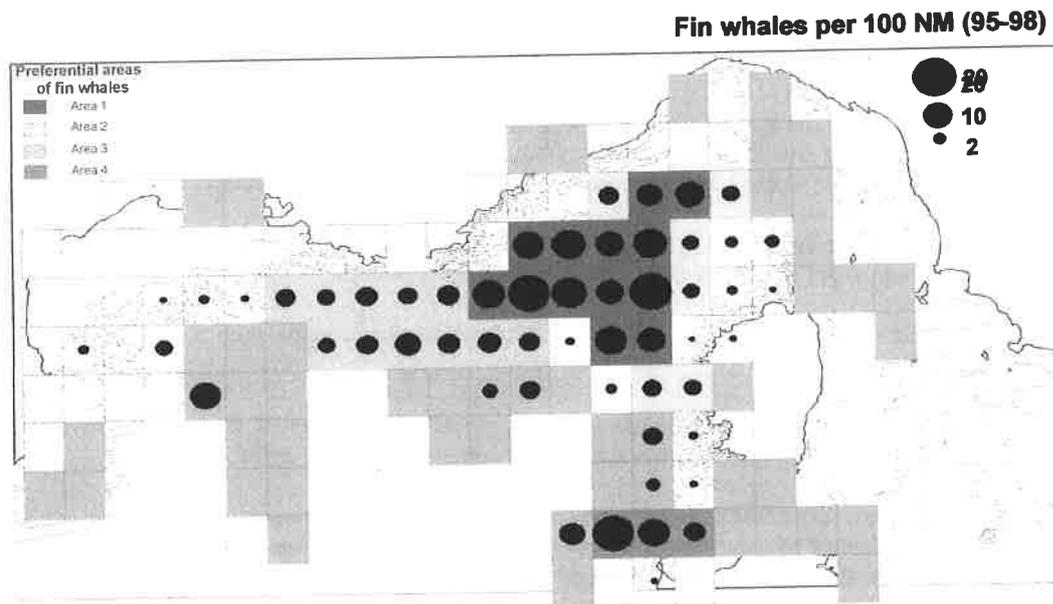 Fin whales per 100 NM (95-98)
Preferential areas
of fin whales
Area 1
Area 2
Area 3
Area 4
20
10
2